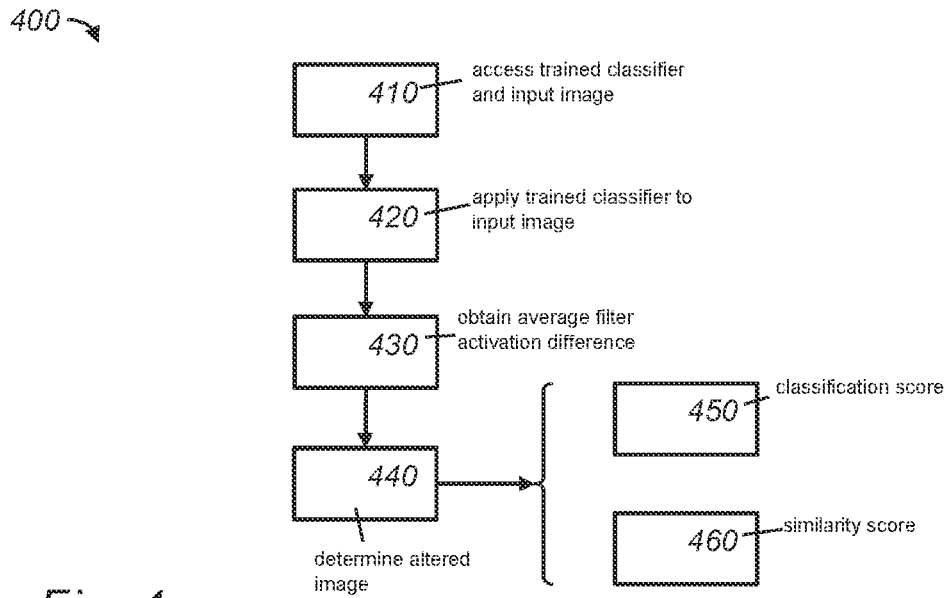 400
410
access trained classifier
and input image
420
apply trained classifier to
input image
430
obtain average filter
activation difference
440
determine altered
image
450
classification score
460
similarity score